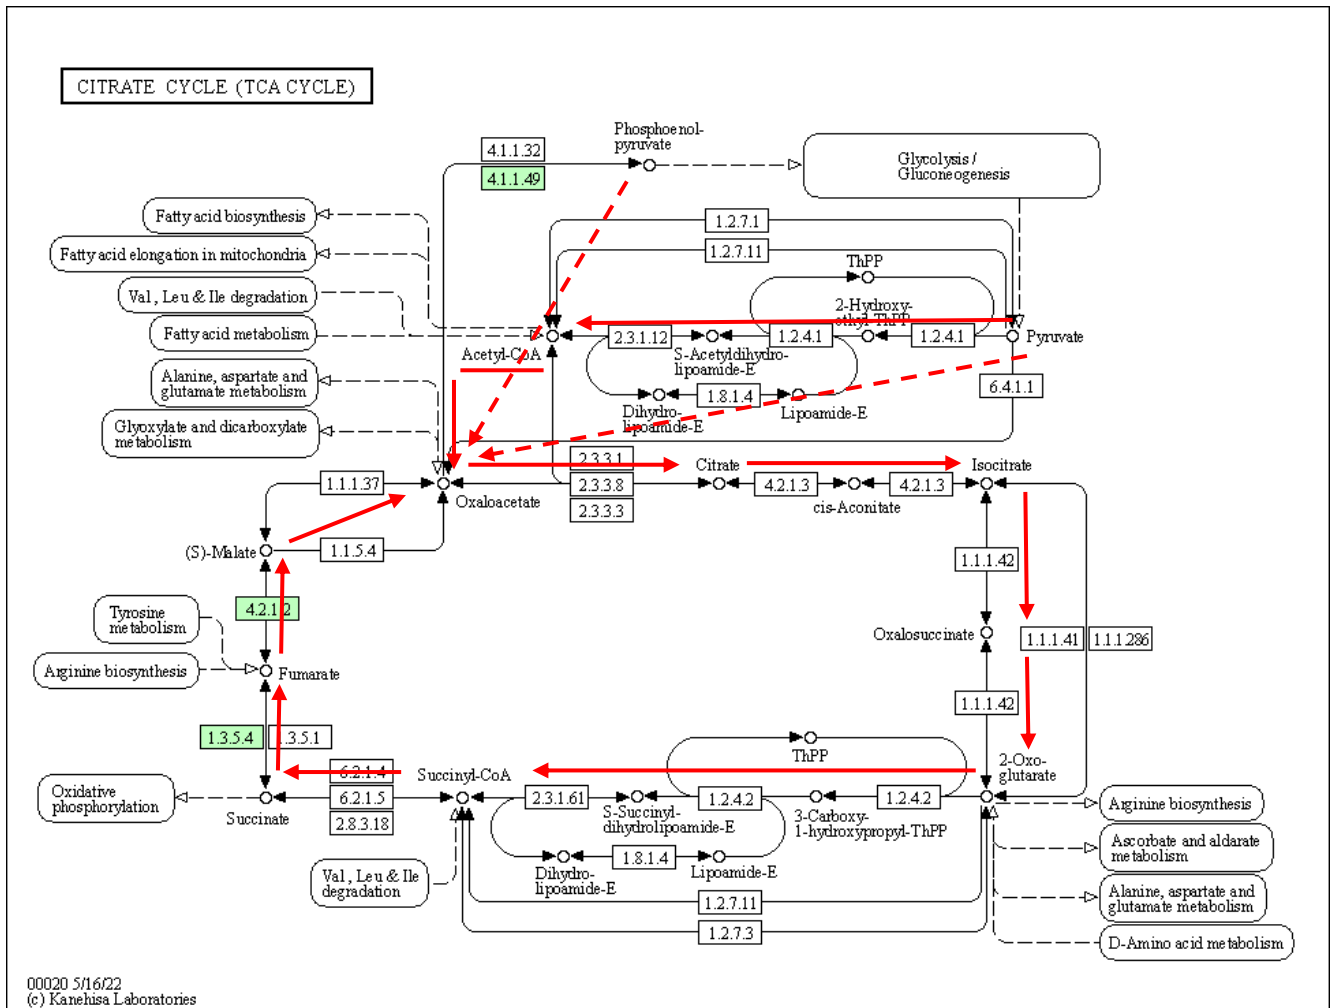 CITRATE CYCLE (TCA CYCLE)
Phosphoenol-
pyruvate
4.1.1.32
4.1.1.49
Glycolysis /
Gluconeogenesis
Fatty acid biosynthesis
Fatty acid elongation in mitochondria
Val, Leu & Ile degradation
Fatty acid metabolism
Alanine, aspartate and
glutamate metabolism
Glyoxylate and dicarboxylate
metabolism
1.2.7.1
1.2.7.11
ThPP
2-Hydroxy-
ethyl-ThPP
Acetyl-CoA
2.3.1.12
S-Acetyldihydro-
lipoamide-E
1.2.4.1
1.2.4.1
Pyruvate
6.4.1.1
1.8.1.4
Dihydro-
lipoamide-E
Lipoamide-E
1.1.1.37
Oxaloacetate
2.3.3.1
2.3.3.8
2.3.3.3
Citrate
4.2.1.3
cis-Aconitate
4.2.1.3
Isocitrate
(S)-Malate
1.1.5.4
1.1.1.42
4.2.1.2
Tyrosine
metabolism
Arginine biosynthesis
Fumarate
Oxalosuccinate
1.1.1.41
1.1.1.286
1.1.1.42
1.3.5.4
1.3.5.1
ThPP
2-Oxo-
glutarate
6.2.1.4
6.2.1.5
2.8.3.18
Succinyl-CoA
Oxidative
phosphorylation
Succinate
2.3.1.61
S-Succinyl-
dihydrolipoamide-E
1.2.4.2
3-Carboxy-
1-hydroxypropyl-ThPP
1.2.4.2
Arginine biosynthesis
Ascorbate and aldarate
metabolism
Alanine, aspartate and
glutamate metabolism
D-Amino acid metabolism
Val, Leu & Ile
degradation
1.8.1.4
Dihydro-
lipoamide-E
Lipoamide-E
1.2.7.11
1.2.7.3
00020 5/16/22
(c) Kanehisa Laboratories